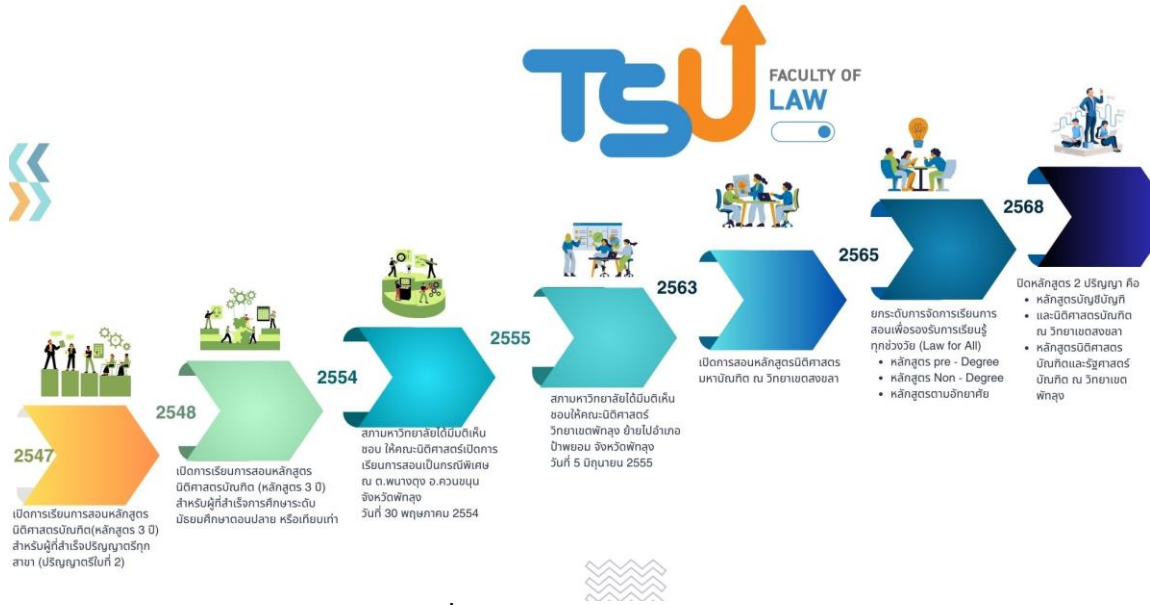 TSU
FACULTY OF
LAW
2547
เปิดการเรียนการสอนหลักสูตร
นิติศาสตรบัณฑิต(หลักสูตร 3 ปี)
สำหรับผู้ที่สำเร็จปริญญาตรีทุก
สาขา (ปริญญาตรีใบที่ 2)
2548
เปิดการเรียนการสอนหลักสูตร
นิติศาสตรบัณฑิต (หลักสูตร 3 ปี)
สำหรับผู้ที่สำเร็จการศึกษาระดับ
มัธยมศึกษาตอนปลาย หรือเทียบเท่า
2554
สภามหาวิทยาลัยได้มีมติเห็น
ชอบ ให้คณะนิติศาสตร์เปิดการ
เรียนการสอนเป็นกรณีพิเศษ
ณ ต.พนางตุง อ.ควนขนุน
จังหวัดพัทลุง
วันที่ 30 พฤษภาคม 2554
2555
สภามหาวิทยาลัยได้มีมติเห็น
ชอบให้คณะนิติศาสตร์
วิทยาเขตพัทลุง ย้ายไปอำเภอ
ป่าพยอม จังหวัดพัทลุง
วันที่ 5 มิถุนายน 2555
2563
เปิดการสอนหลักสูตรนิติศาสตร
มหาบัณฑิต ณ วิทยาเขตสงขลา
2565
ยกระดับการจัดการเรียนการ
สอนเพื่อรองรับการเรียนรู้
ทุกช่วงวัย (Law for All)
• หลักสูตร pre - Degree
• หลักสูตร Non - Degree
• หลักสูตรตามอัทยาศัย
2568
ปิดหลักสูตร 2 ปริญญา คือ
• หลักสูตรบัญชีบัณฑิ
• และนิติศาสตรบัณฑิต
ณ วิทยาเขตสงขลา
• หลักสูตรนิติศาสตร
บัณฑิตและรัฐศาสตร์
บัณฑิต ณ วิทยาเขต
พัทลุง